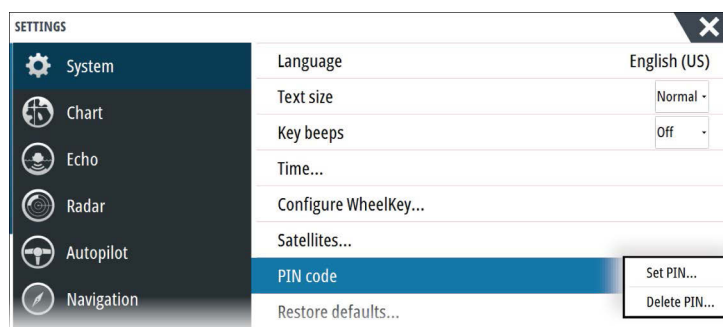 SETTINGS
System
Chart
Echo
Radar
Autopilot
Navigation
Language English (US)
Text size Normal
Key beeps Off
Time...
Configure WheelKey...
Satellites...
PIN code
Restore defaults...
Set PIN...
Delete PIN...